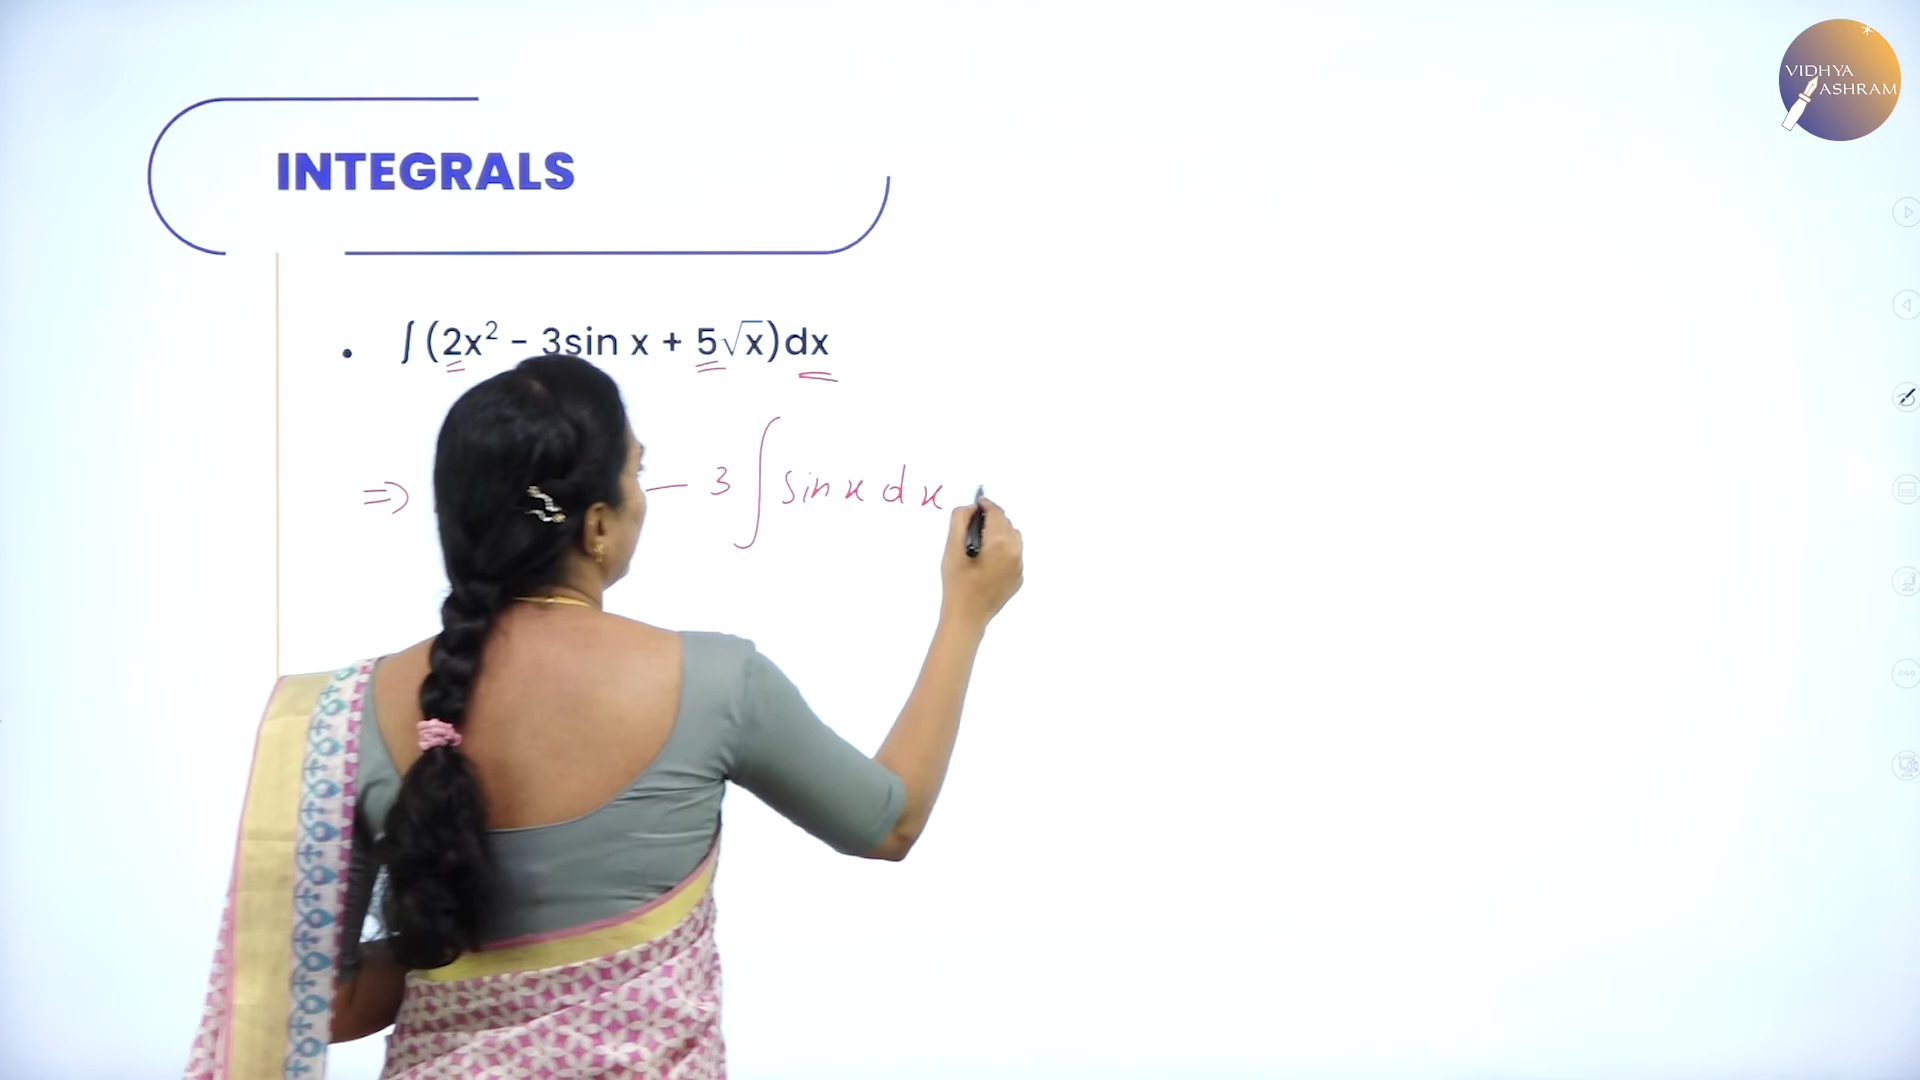 VIDHYA
ASHRAM
INTEGRALS
• ∫(2x² - 3sin x + 5√x)dx
⇒ — 3 ∫ sin x dx